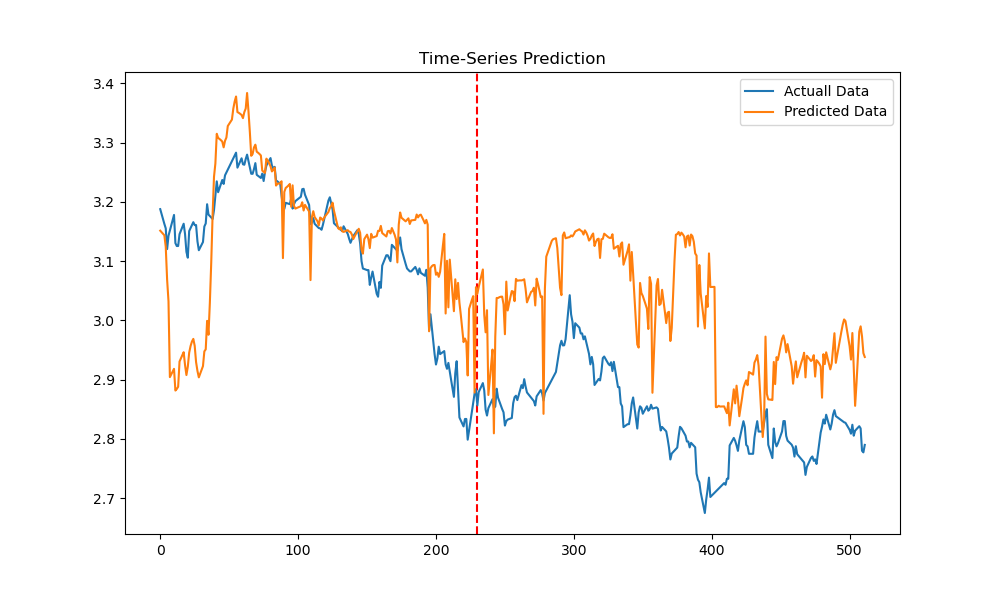 Time-Series Prediction
Actuall Data
Predicted Data
3.4
3.3
3.2
3.1
3.0
2.9
2.8
2.7
0 100 200 300 400 500